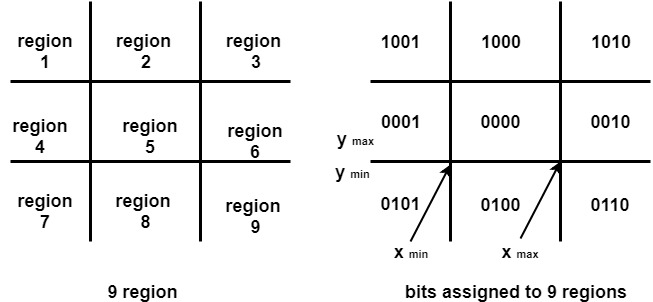 region
1
region
2
region
3
region
4
region
5
region
6
region
7
region
8
region
9
9 region
1001 1000 1010
0001 0000 0010
y max
y min
0101 0100 0110
x min x max
bits assigned to 9 regions